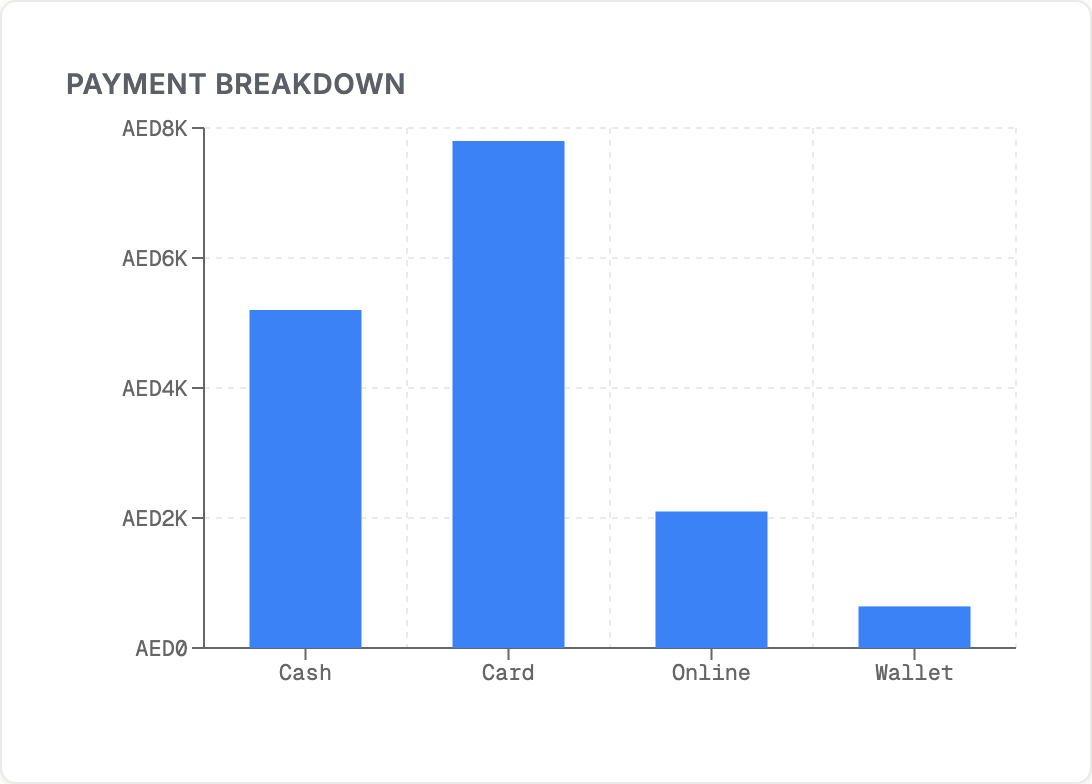 PAYMENT BREAKDOWN
AED8K
AED6K
AED4K
AED2K
AED0
Cash Card Online Wallet